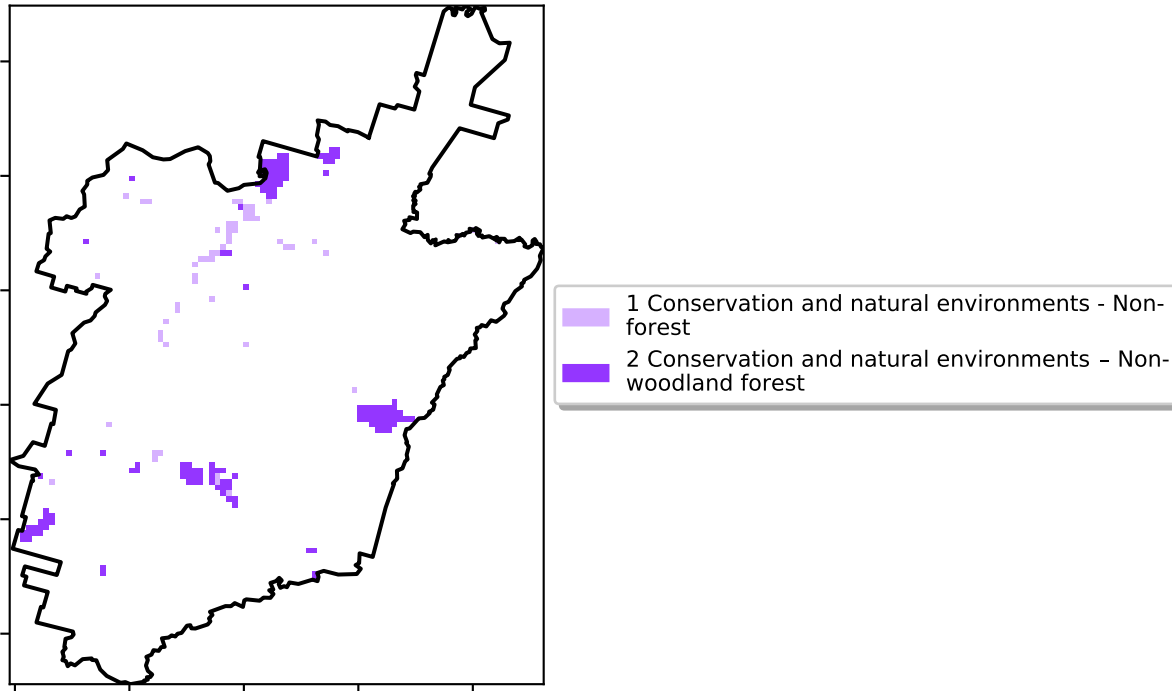 1 Conservation and natural environments - Non-
forest
2 Conservation and natural environments – Non-
woodland forest